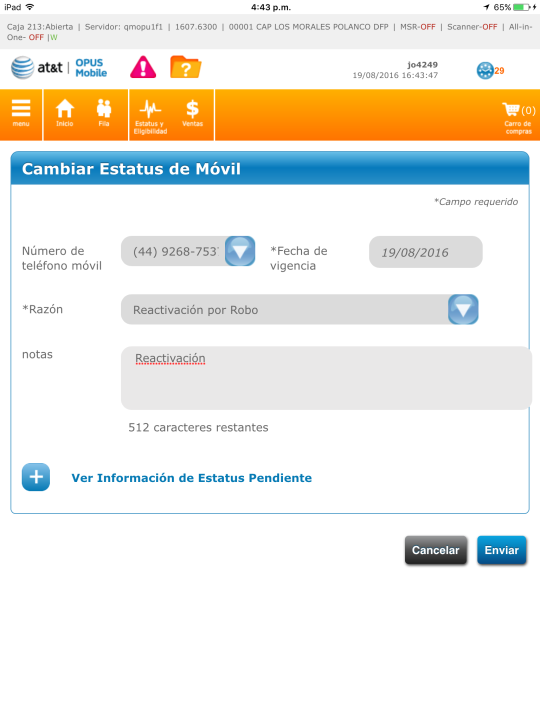 iPad 4:43 p.m. 65%
Caja 213:Abierta | Servidor: qmopu1f1 | 1607.6300 | 00001 CAP LOS MORALES POLANCO DFP | MSR-OFF | Scanner-OFF | All-in-
One- OFF |W
at&t | OPUS
Mobile
jo4249
19/08/2016 16:43:47
29
menu
Inicio
Fila
Estatus y
Elegibilidad
Ventas
(0)
Carro de
compras
Cambiar Estatus de Móvil
*Campo requerido
Número de
teléfono móvil
(44) 9268-753
*Fecha de
vigencia
19/08/2016
*Razón
Reactivación por Robo
notas
Reactivación
512 caracteres restantes
Ver Información de Estatus Pendiente
Cancelar
Enviar